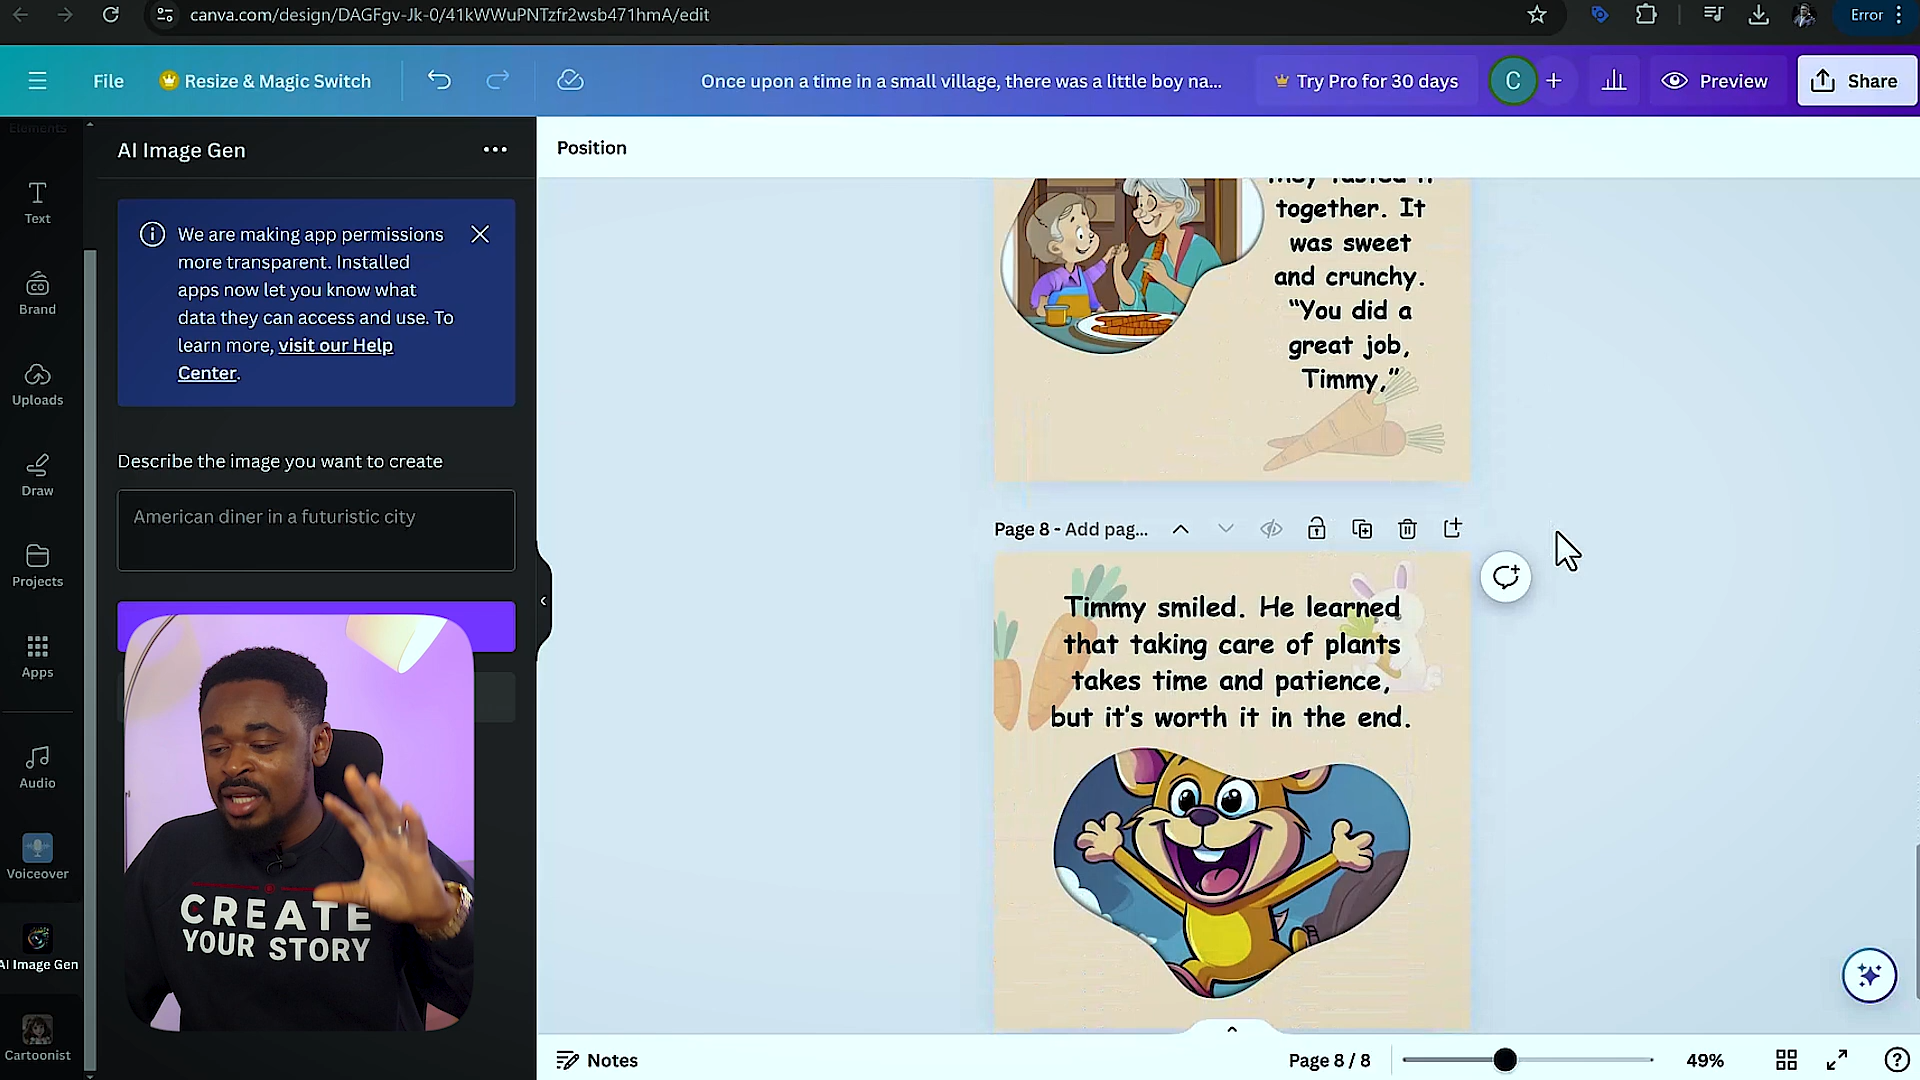 canva.com/design/DAGFgv-Jk-0/41kWWuPNTzfr2wsb471hmA/edit
Error
File
Resize & Magic Switch
Once upon a time in a small village, there was a little boy na...
Try Pro for 30 days
C
Preview
Share
Elements
Text
Brand
Uploads
Draw
Projects
Apps
Audio
Voiceover
AI Image Gen
Cartoonist
AI Image Gen
We are making app permissions
more transparent. Installed
apps now let you know what
data they can access and use. To
learn more, visit our Help
Center.
Describe the image you want to create
American diner in a futuristic city
CREATE
YOUR STORY
Position
They tasted it
together. It
was sweet
and crunchy.
"You did a
great job,
Timmy,"
Page 8 - Add pag...
Timmy smiled. He learned
that taking care of plants
takes time and patience,
but it's worth it in the end.
Notes
Page 8 / 8
49%